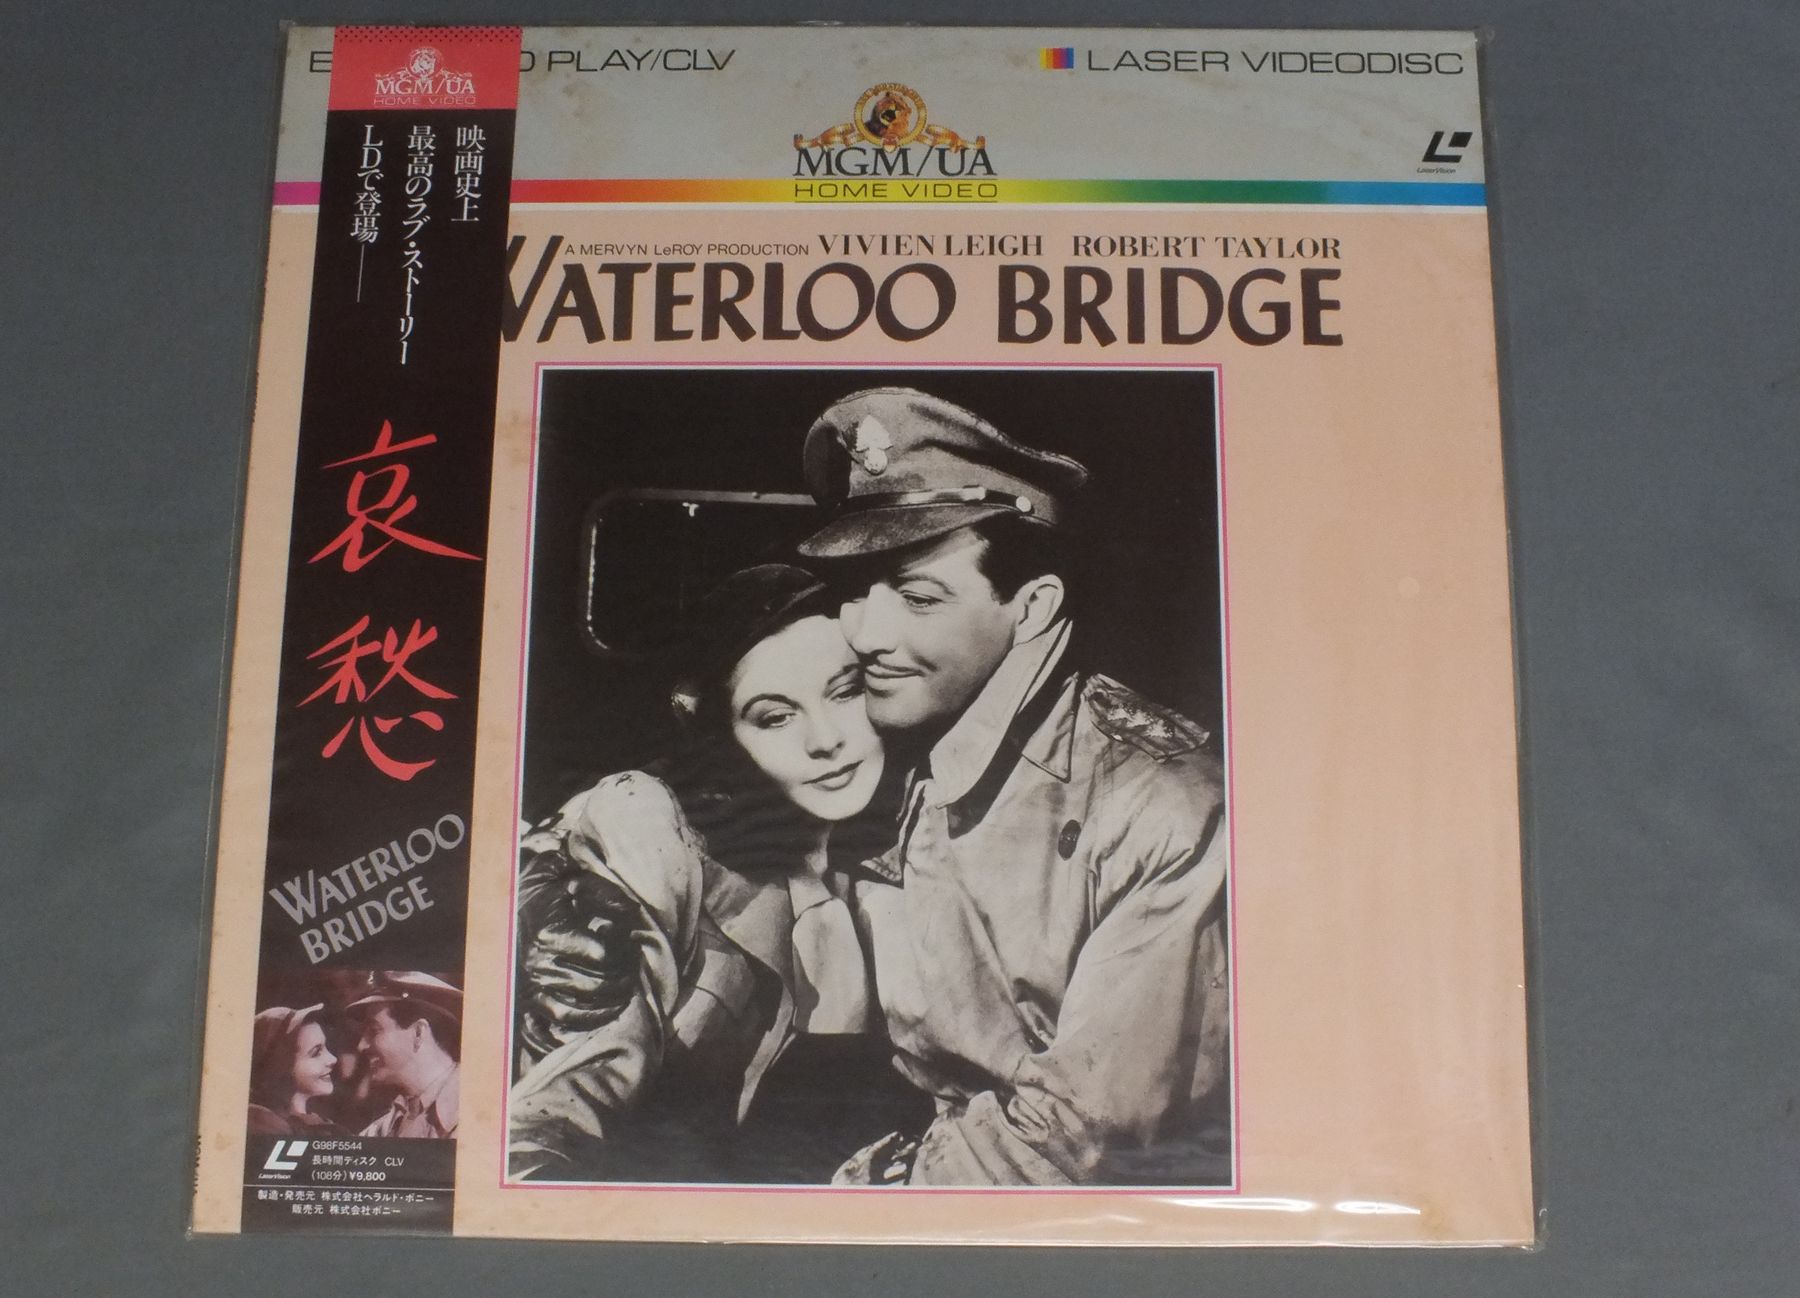 PLAY/CLV
LASER VIDEODISC
MGM/UA
HOME VIDEO
LaserVision
A MERVYN LeROY PRODUCTION VIVIEN LEIGH ROBERT TAYLOR
WATERLOO BRIDGE
MGM/UA
HOME VIDEO
映画史上
最高のラブ・ストーリー
LDで登場——
哀愁
WATERLOO
BRIDGE
LaserVision
G98F5544
長時間ディスク CLV
(108分) ¥9,800
製造・発売元 株式会社ヘラルド・ポニー
販売元 株式会社ポニー